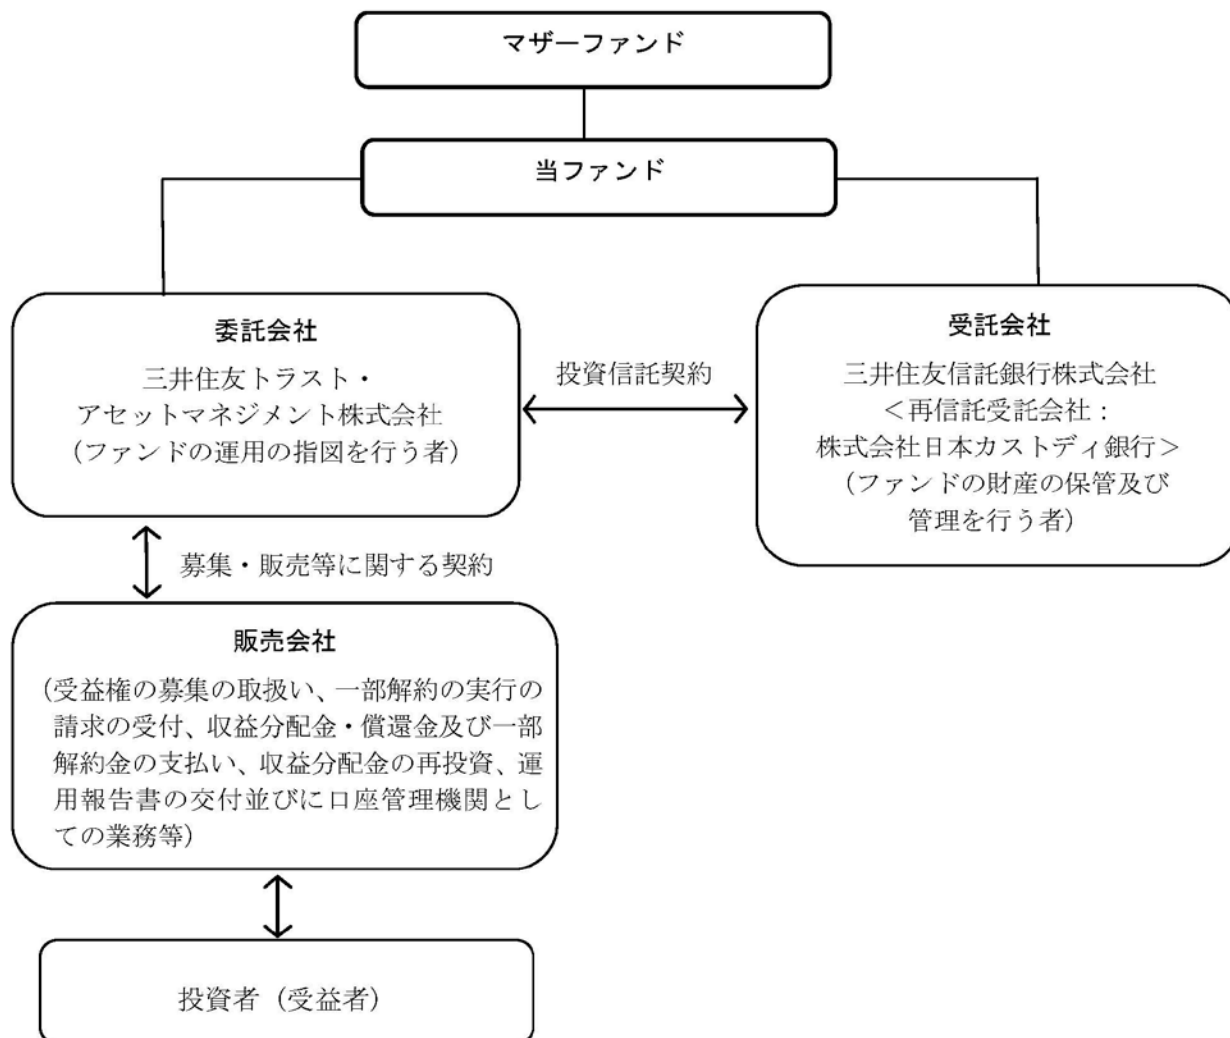 マザーファンド
当ファンド
委託会社
三井住友トラスト・
アセットマネジメント株式会社
（ファンドの運用の指図を行う者）
投資信託契約
受託会社
三井住友信託銀行株式会社
＜再信託受託会社：
株式会社日本カストディ銀行＞
（ファンドの財産の保管及び
管理を行う者）
募集・販売等に関する契約
販売会社
（受益権の募集の取扱い、一部解約の実行の
請求の受付、収益分配金・償還金及び一部
解約金の支払い、収益分配金の再投資、運
用報告書の交付並びに口座管理機関とし
ての業務等）
投資者（受益者）